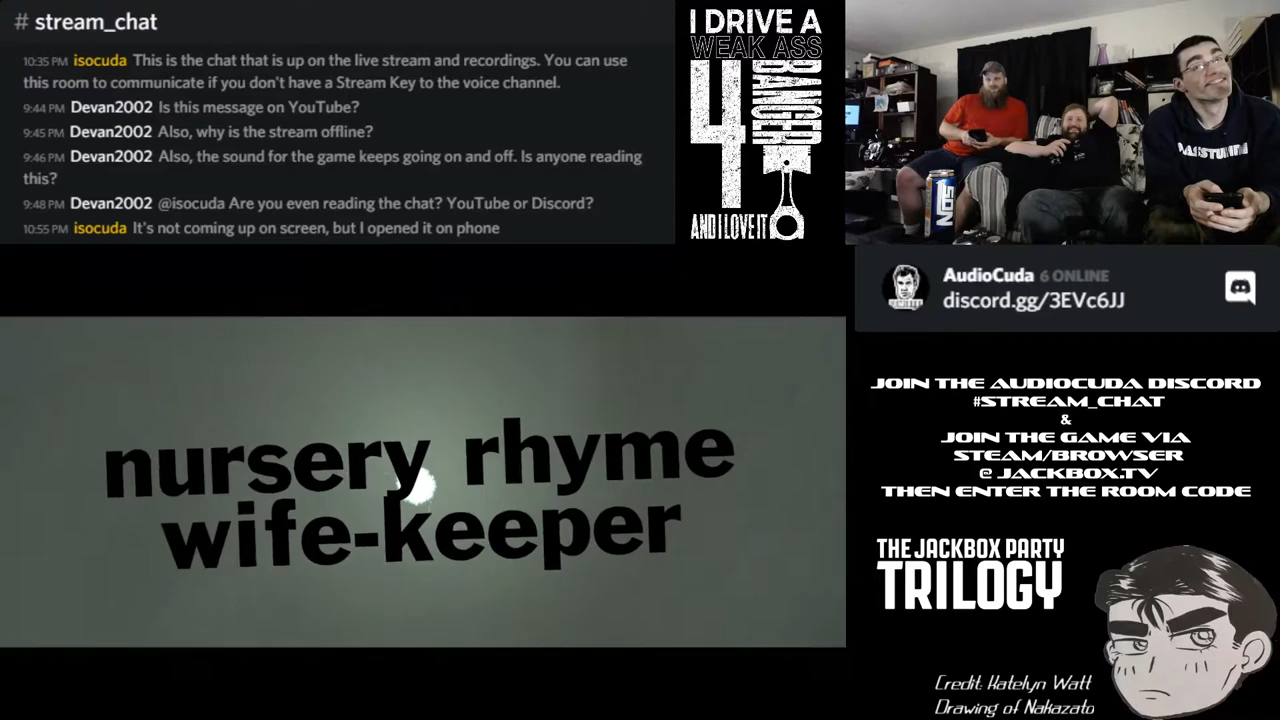 # stream_chat
10:35 PM isocuda This is the chat that is up on the live stream and recordings. You can use
this room to communicate if you don't have a Steam Key to the voice channel.
9:44 PM Devan2002 Is this message on YouTube?
9:45 PM Devan2002 Also, why is the stream offline?
9:46 PM Devan2002 Also, the sound for the game keeps going on and off. Is anyone reading
this?
9:48 PM Devan2002 @isocuda Are you even reading the chat? YouTube or Discord?
10:55 PM isocuda It's not coming up on screen, but I opened it on phone
I DRIVE A
WEAK ASS
4 BANGER
AND I LOVE IT
NOS
AudioCuda 6 ONLINE
discord.gg/3EVc6JJ
nursery rhyme
wife-keeper
JOIN THE AUDIOCUDA DISCORD
#STREAM_CHAT
&
JOIN THE GAME VIA
STEAM/BROWSER
@ JACKBOX.TV
THEN ENTER THE ROOM CODE
THE JACKBOX PARTY
TRILOGY
Credit: Katelyn Watt
Drawing of Nakazato